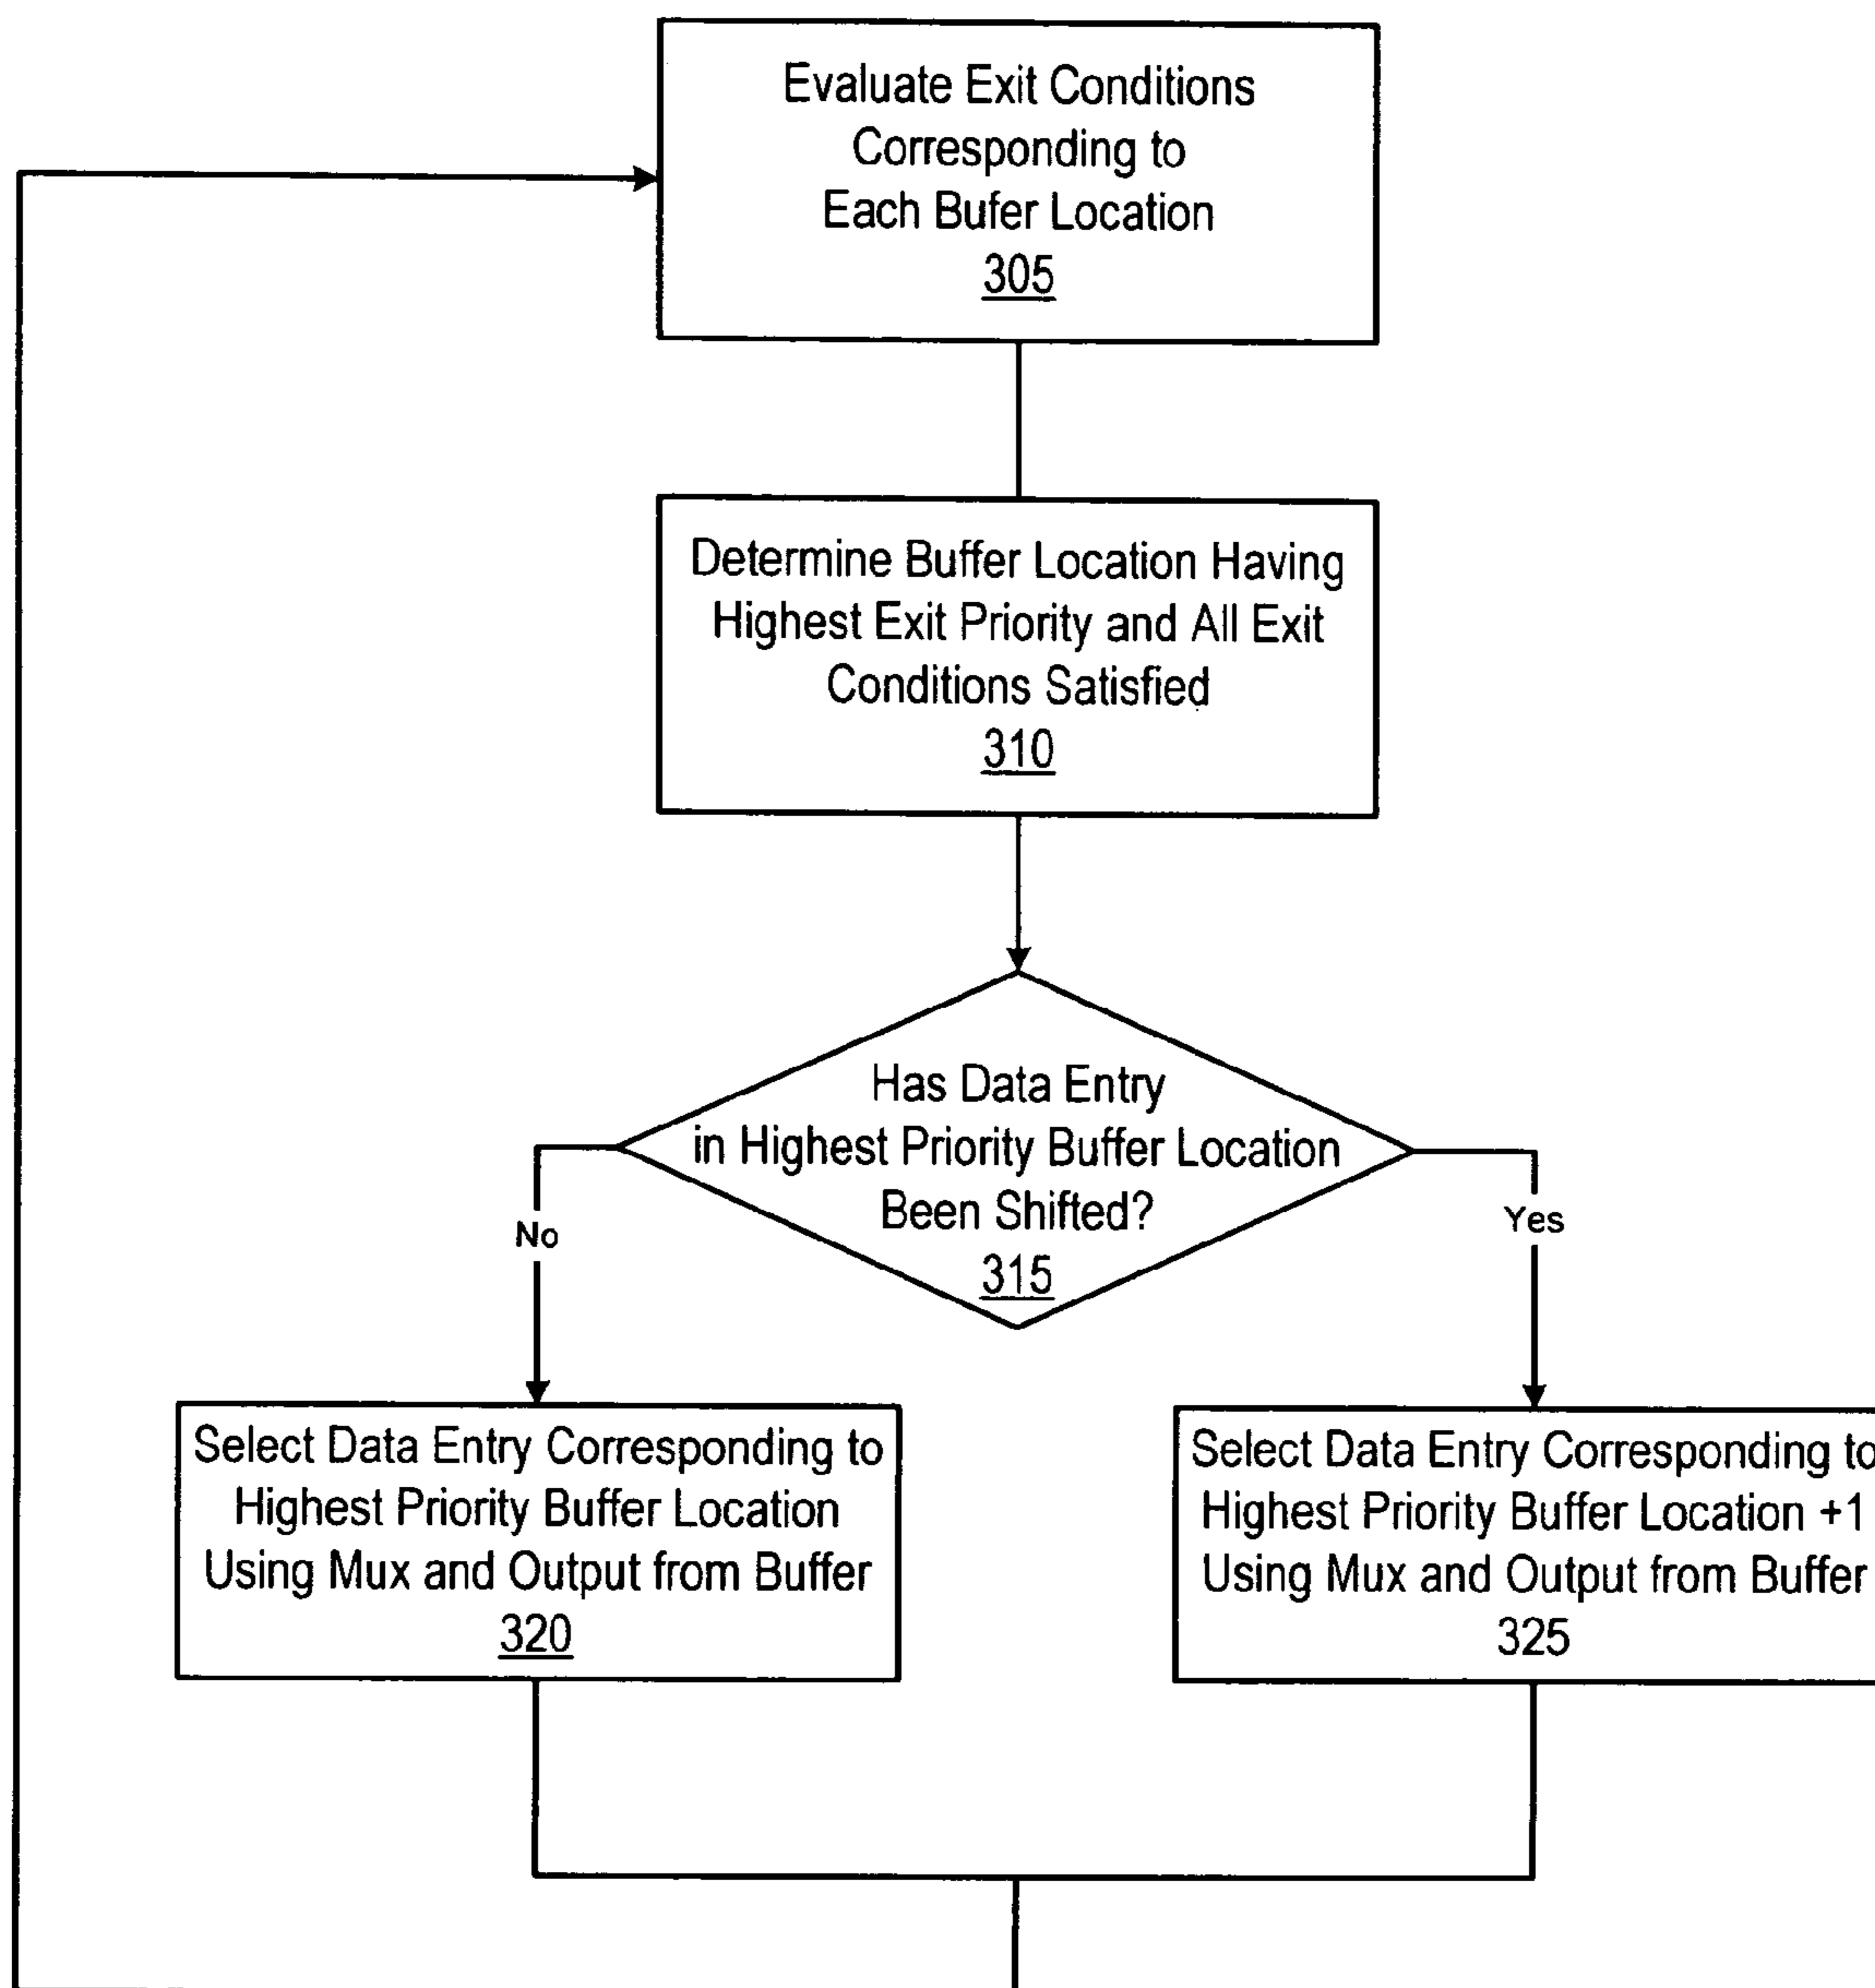 Evaluate Exit Conditions
Corresponding to
Each Bufer Location
305
Determine Buffer Location Having
Highest Exit Priority and All Exit
Conditions Satisfied
310
Has Data Entry
in Highest Priority Buffer Location
Been Shifted?
315
No
Yes
Select Data Entry Corresponding to
Highest Priority Buffer Location
Using Mux and Output from Buffer
320
Select Data Entry Corresponding to
Highest Priority Buffer Location +1
Using Mux and Output from Buffer
325